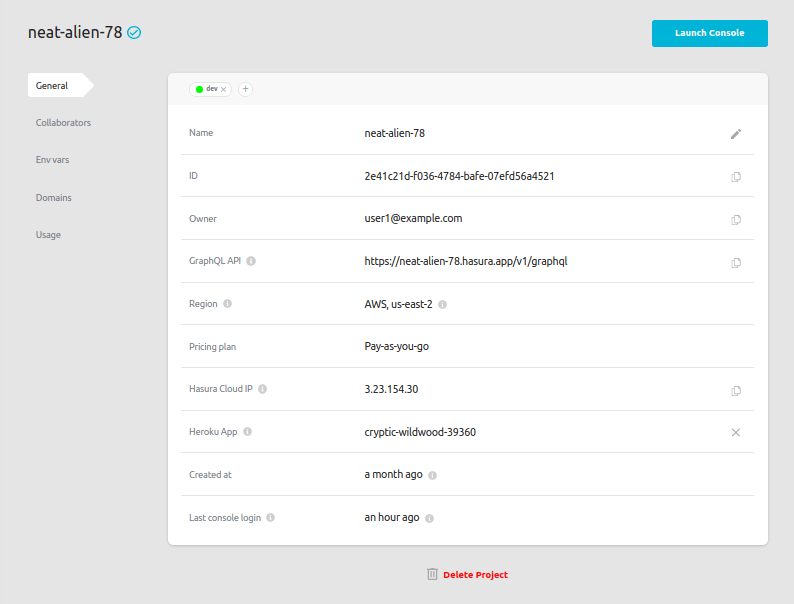 neat-alien-78
Launch Console
General
Collaborators
Env vars
Domains
Usage
dev
Name neat-alien-78
ID 2e41c21d-f036-4784-bafe-07efd56a4521
Owner user1@example.com
GraphQL API https://neat-alien-78.hasura.app/v1/graphql
Region AWS, us-east-2
Pricing plan Pay-as-you-go
Hasura Cloud IP 3.23.154.30
Heroku App cryptic-wildwood-39360
Created at a month ago
Last console login an hour ago
Delete Project